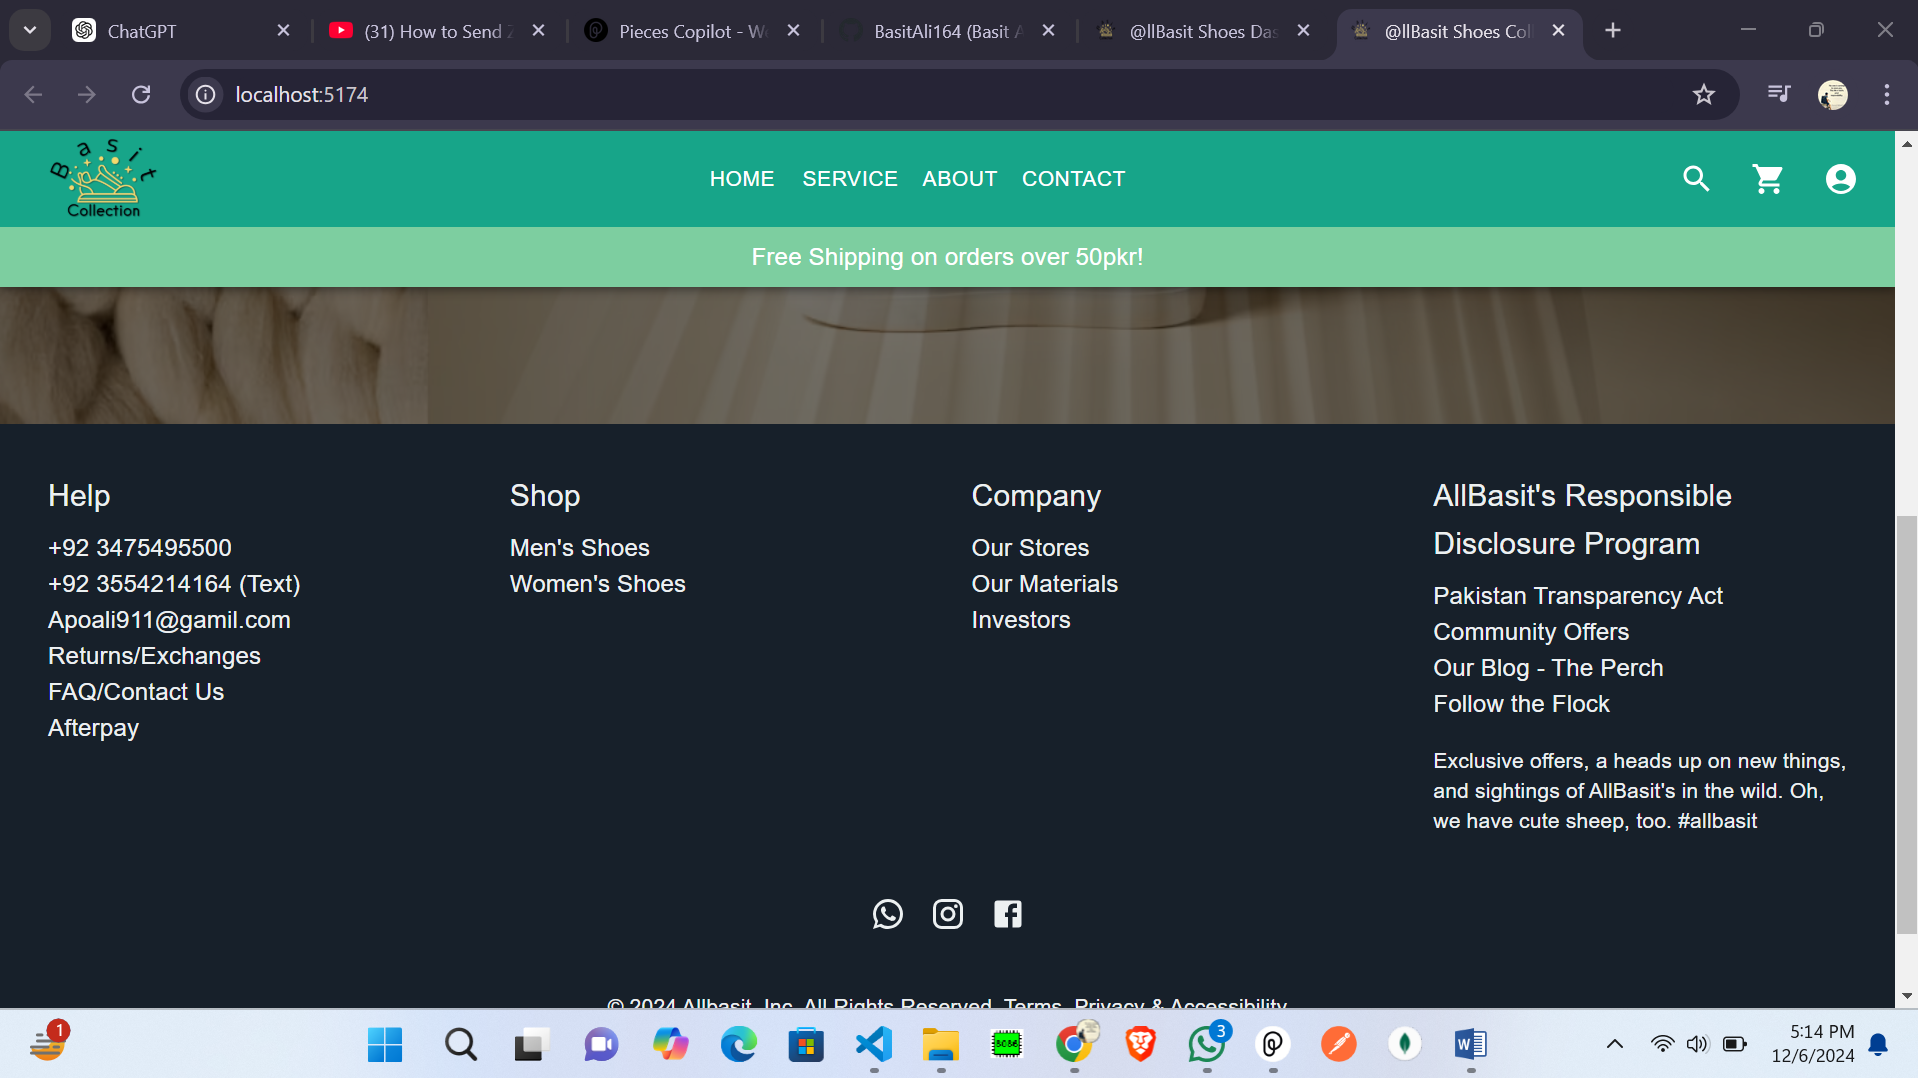 ChatGPT
(31) How to Send
Pieces Copilot - W
BasitAli164 (Basit A
@llBasit Shoes Das
@llBasit Shoes Col
localhost:5174
Basit
Collection
HOME SERVICE ABOUT CONTACT
Free Shipping on orders over 50pkr!
Help
+92 3475495500
+92 3554214164 (Text)
Apoali911@gamil.com
Returns/Exchanges
FAQ/Contact Us
Afterpay
Shop
Men's Shoes
Women's Shoes
Company
Our Stores
Our Materials
Investors
AllBasit's Responsible
Disclosure Program
Pakistan Transparency Act
Community Offers
Our Blog - The Perch
Follow the Flock
Exclusive offers, a heads up on new things,
and sightings of AllBasit's in the wild. Oh,
we have cute sheep, too. #allbasit
© 2024 Allbasit, Inc. All Rights Reserved. Terms, Privacy & Accessibility
1
8086
3
5:14 PM
12/6/2024